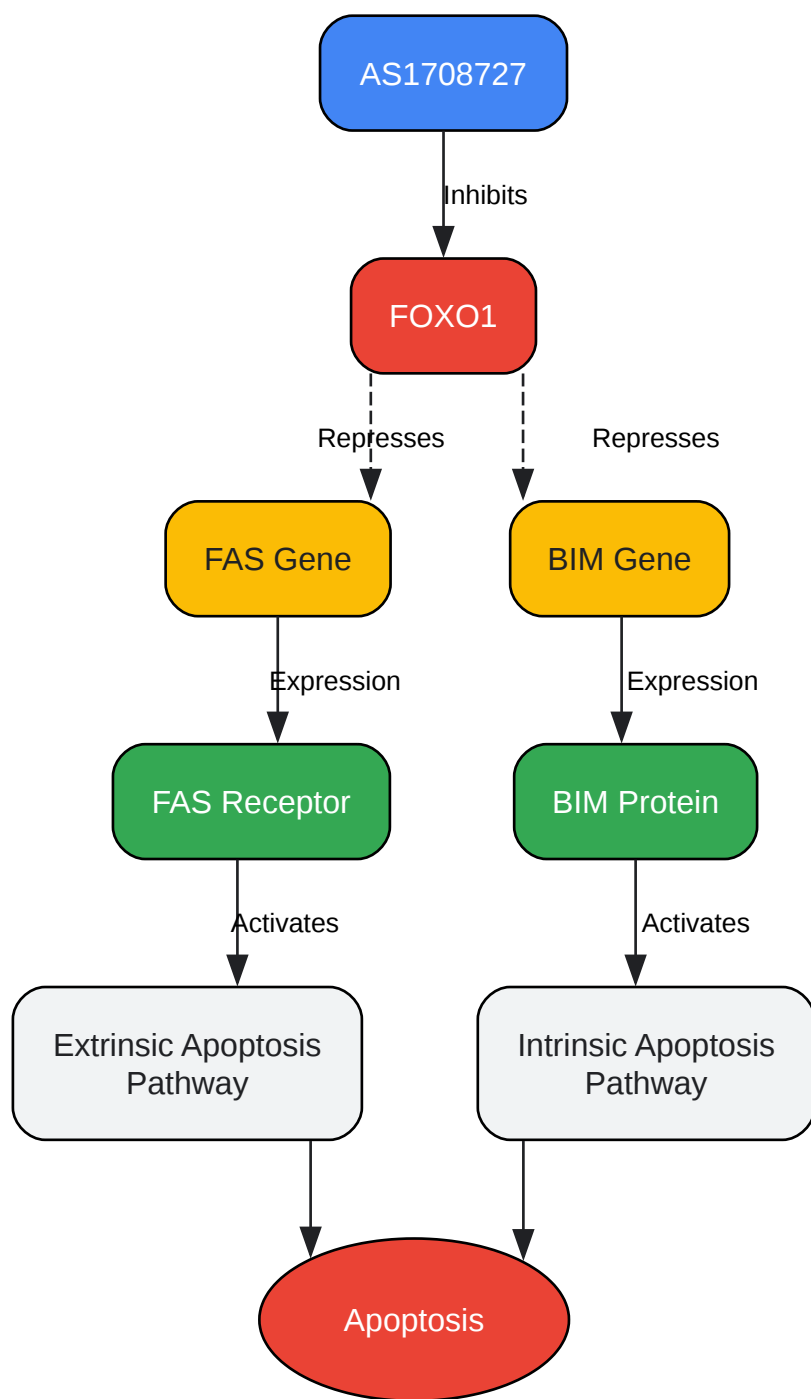 AS1708727
Inhibits
FOXO1
Represses
Represses
FAS Gene
BIM Gene
Expression
Expression
FAS Receptor
BIM Protein
Activates
Activates
Extrinsic Apoptosis
Pathway
Intrinsic Apoptosis
Pathway
Apoptosis